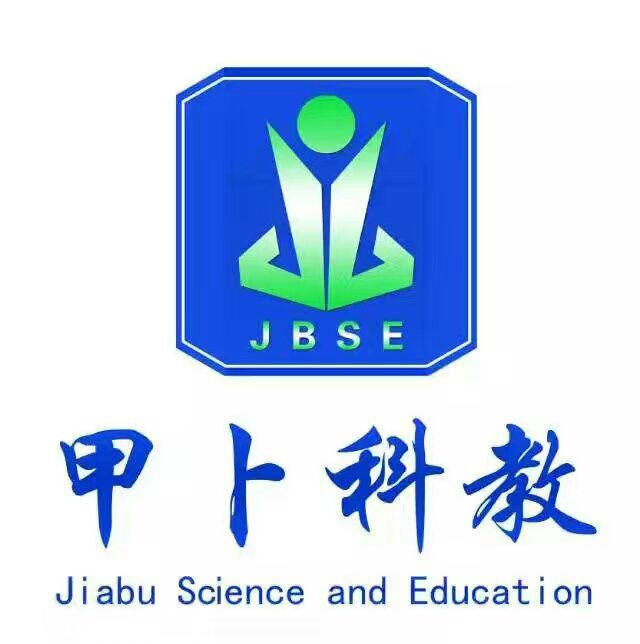 JBSE
甲卜科教
Jiabu Science and Education